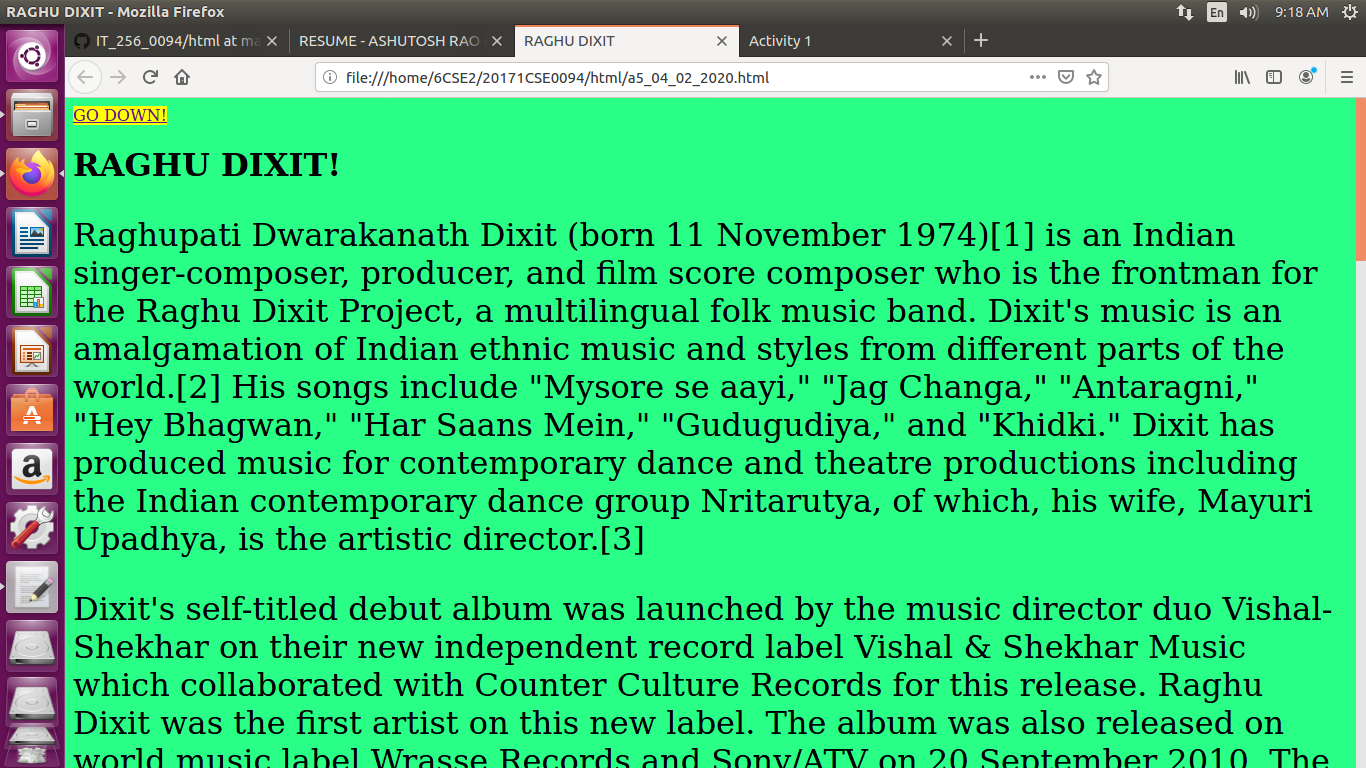 RAGHU DIXIT - Mozilla Firefox
En
9:18 AM
IT_256_0094/html at ma
RESUME - ASHUTOSH RAO
RAGHU DIXIT
Activity 1
file:///home/6CSE2/20171CSE0094/html/a5_04_02_2020.html
GO DOWN!
RAGHU DIXIT!
Raghupati Dwarakanath Dixit (born 11 November 1974)[1] is an Indian
singer-composer, producer, and film score composer who is the frontman for
the Raghu Dixit Project, a multilingual folk music band. Dixit's music is an
amalgamation of Indian ethnic music and styles from different parts of the
world.[2] His songs include "Mysore se aayi," "Jag Changa," "Antaragni,"
"Hey Bhagwan," "Har Saans Mein," "Gudugudiya," and "Khidki." Dixit has
produced music for contemporary dance and theatre productions including
the Indian contemporary dance group Nritarutya, of which, his wife, Mayuri
Upadhya, is the artistic director.[3]
Dixit's self-titled debut album was launched by the music director duo Vishal-
Shekhar on their new independent record label Vishal & Shekhar Music
which collaborated with Counter Culture Records for this release. Raghu
Dixit was the first artist on this new label. The album was also released on
world music label Wrasse Records and Sony/ATV on 20 September 2010. The